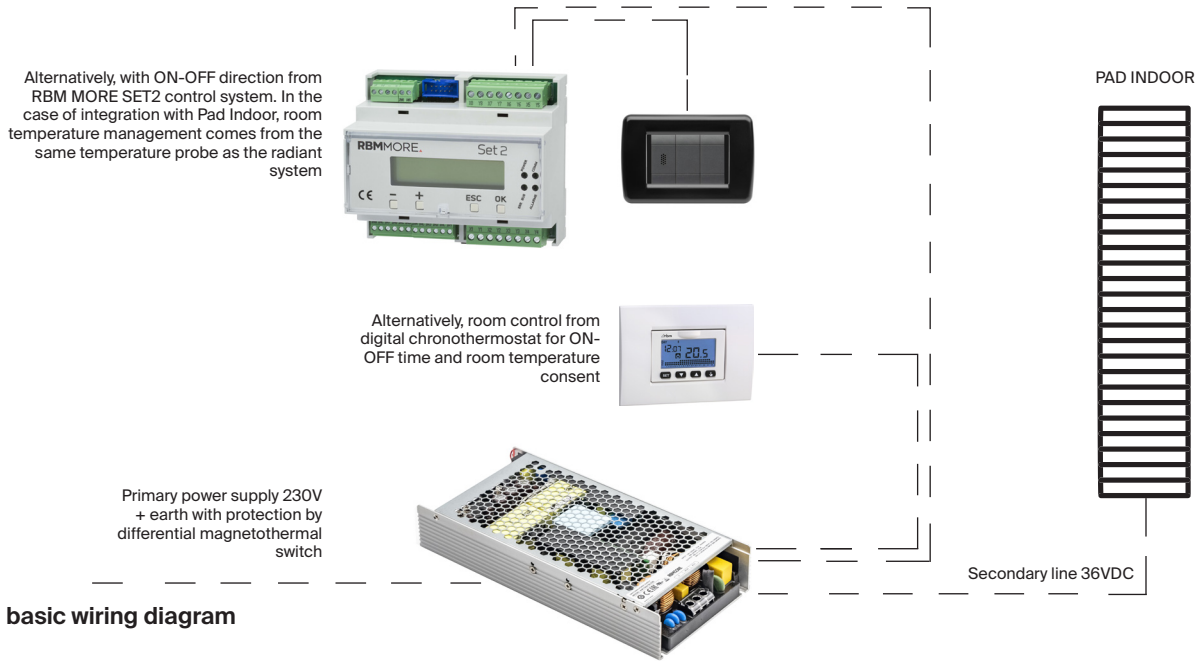 Alternatively, with ON-OFF direction from
RBM MORE SET2 control system. In the
case of integration with Pad Indoor, room
temperature management comes from the
same temperature probe as the radiant
system
PAD INDOOR
RBMMORE.
Set 2
CE
−
+
ESC
OK
Alternatively, room control from
digital chronothermostat for ON-
OFF time and room temperature
consent
12:07
20.5
SET
Primary power supply 230V
+ earth with protection by
differential magnetothermal
switch
Secondary line 36VDC
basic wiring diagram